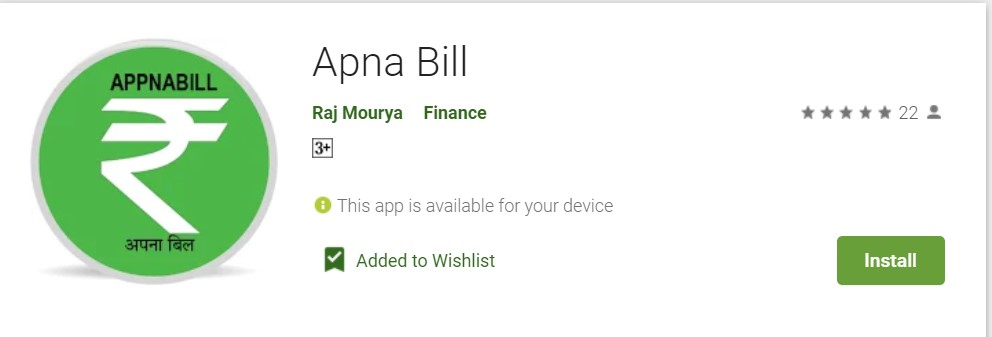 APPNABILL
अपना बिल
Apna Bill
Raj Mourya Finance
22
3+
This app is available for your device
Added to Wishlist
Install